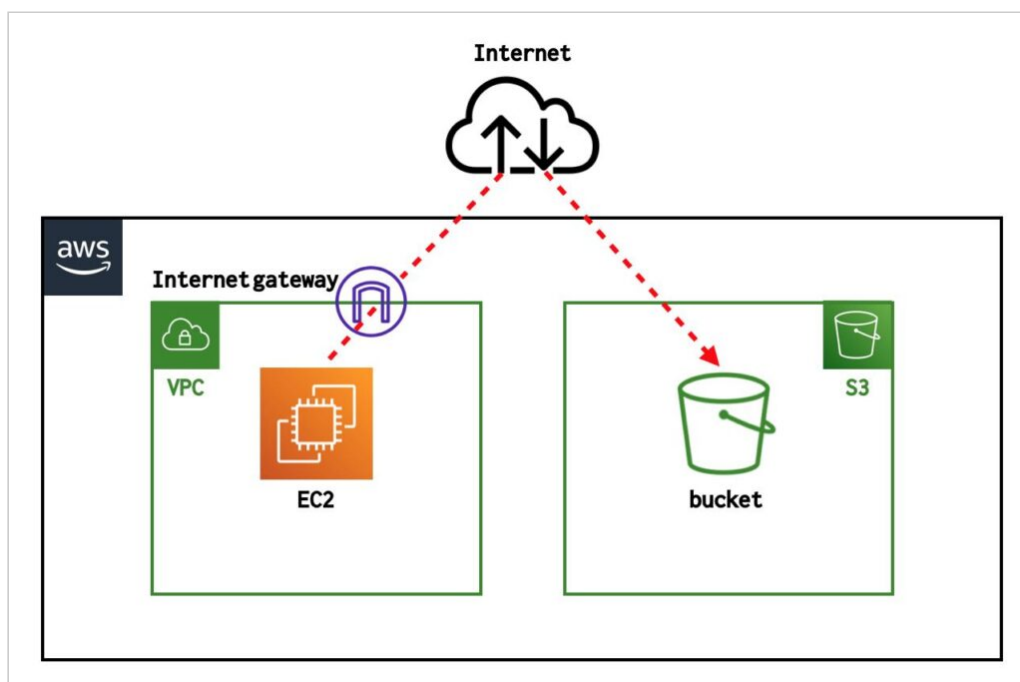 Internet
aws
Internet gateway
VPC
S3
EC2
bucket